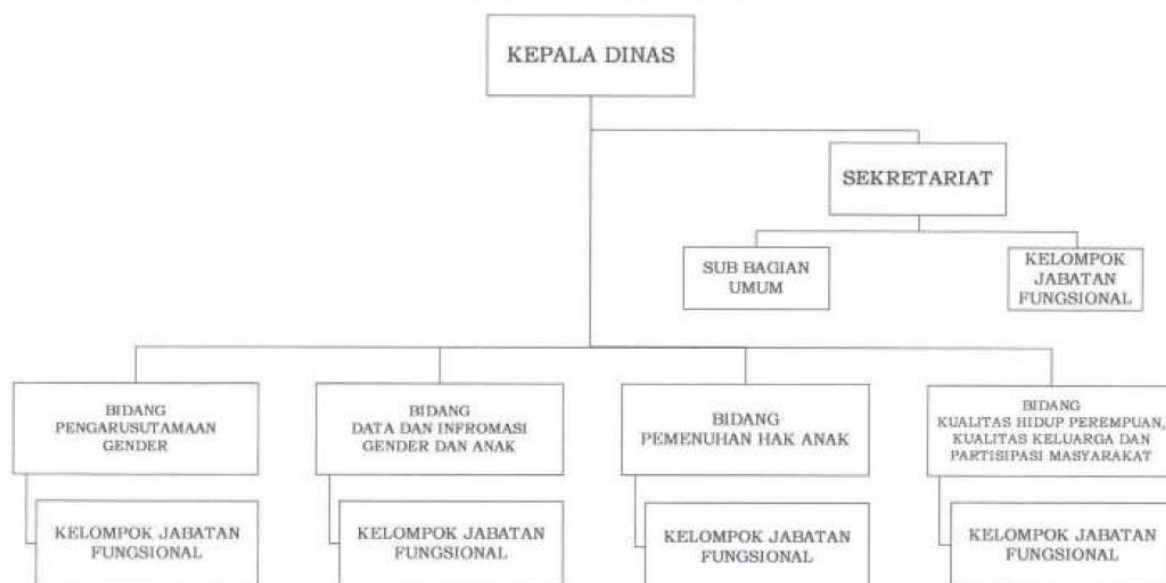 KEPALA DINAS
SEKRETARIAT
SUB BAGIAN
UMUM
KELOMPOK
JABATAN
FUNGSIONAL
BIDANG
PENGARUSUTAMAAN
GENDER
BIDANG
DATA DAN INFROMASI
GENDER DAN ANAK
BIDANG
PEMENUHAN HAK ANAK
BIDANG
KUALITAS HIDUP PEREMPUAN,
KUALITAS KELUARGA DAN
PARTISIPASI MASYARAKAT
KELOMPOK JABATAN
FUNGSIONAL
KELOMPOK JABATAN
FUNGSIONAL
KELOMPOK JABATAN
FUNGSIONAL
KELOMPOK JABATAN
FUNGSIONAL